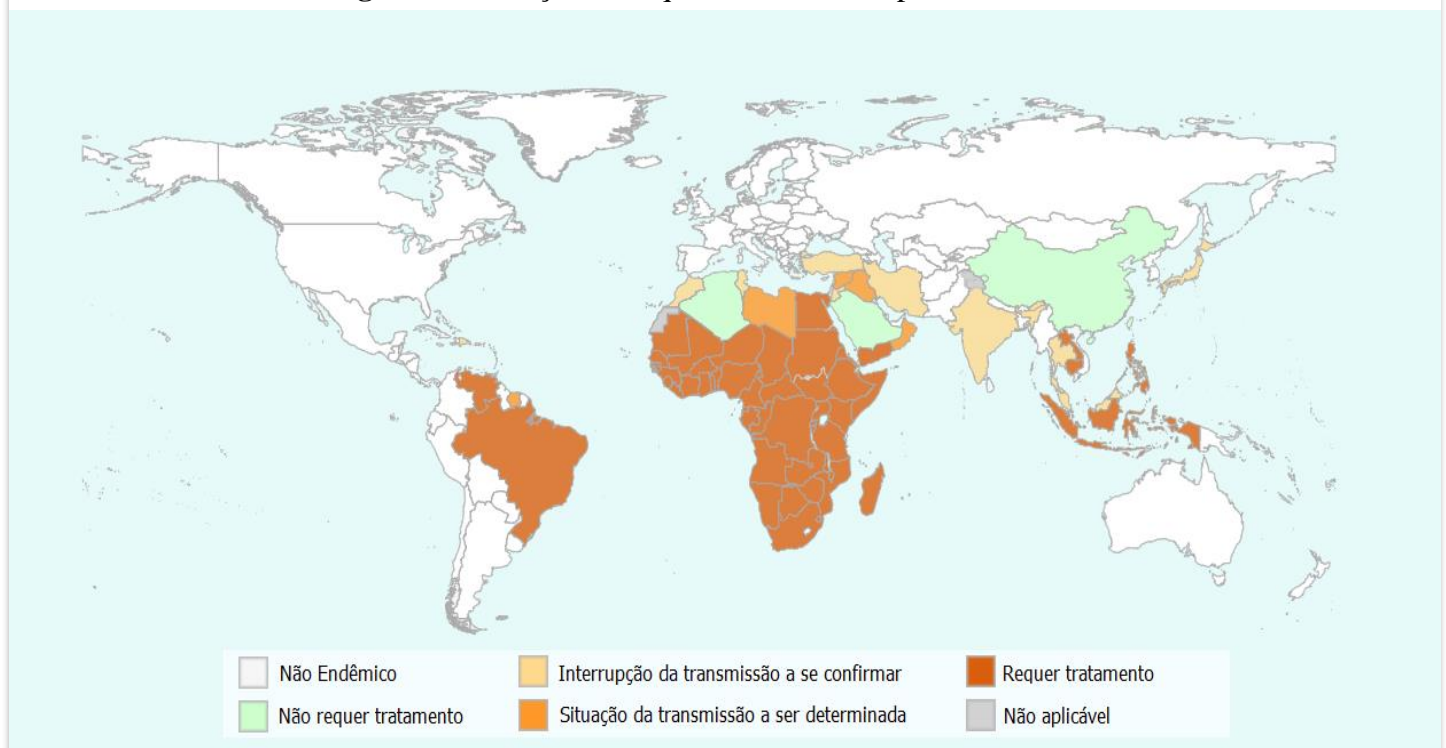 Não Endêmico
Interrupção da transmissão a se confirmar
Requer tratamento
Não requer tratamento
Situação da transmissão a ser determinada
Não aplicável